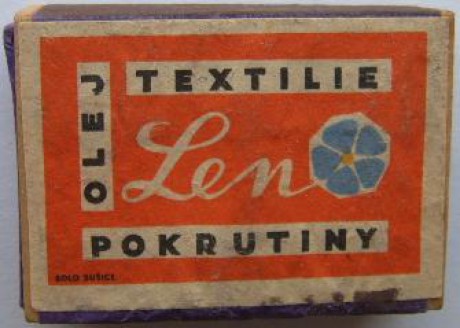 OLEJ
TEXTILIE
Len
POKRUTINY
SOLO SUŠICE